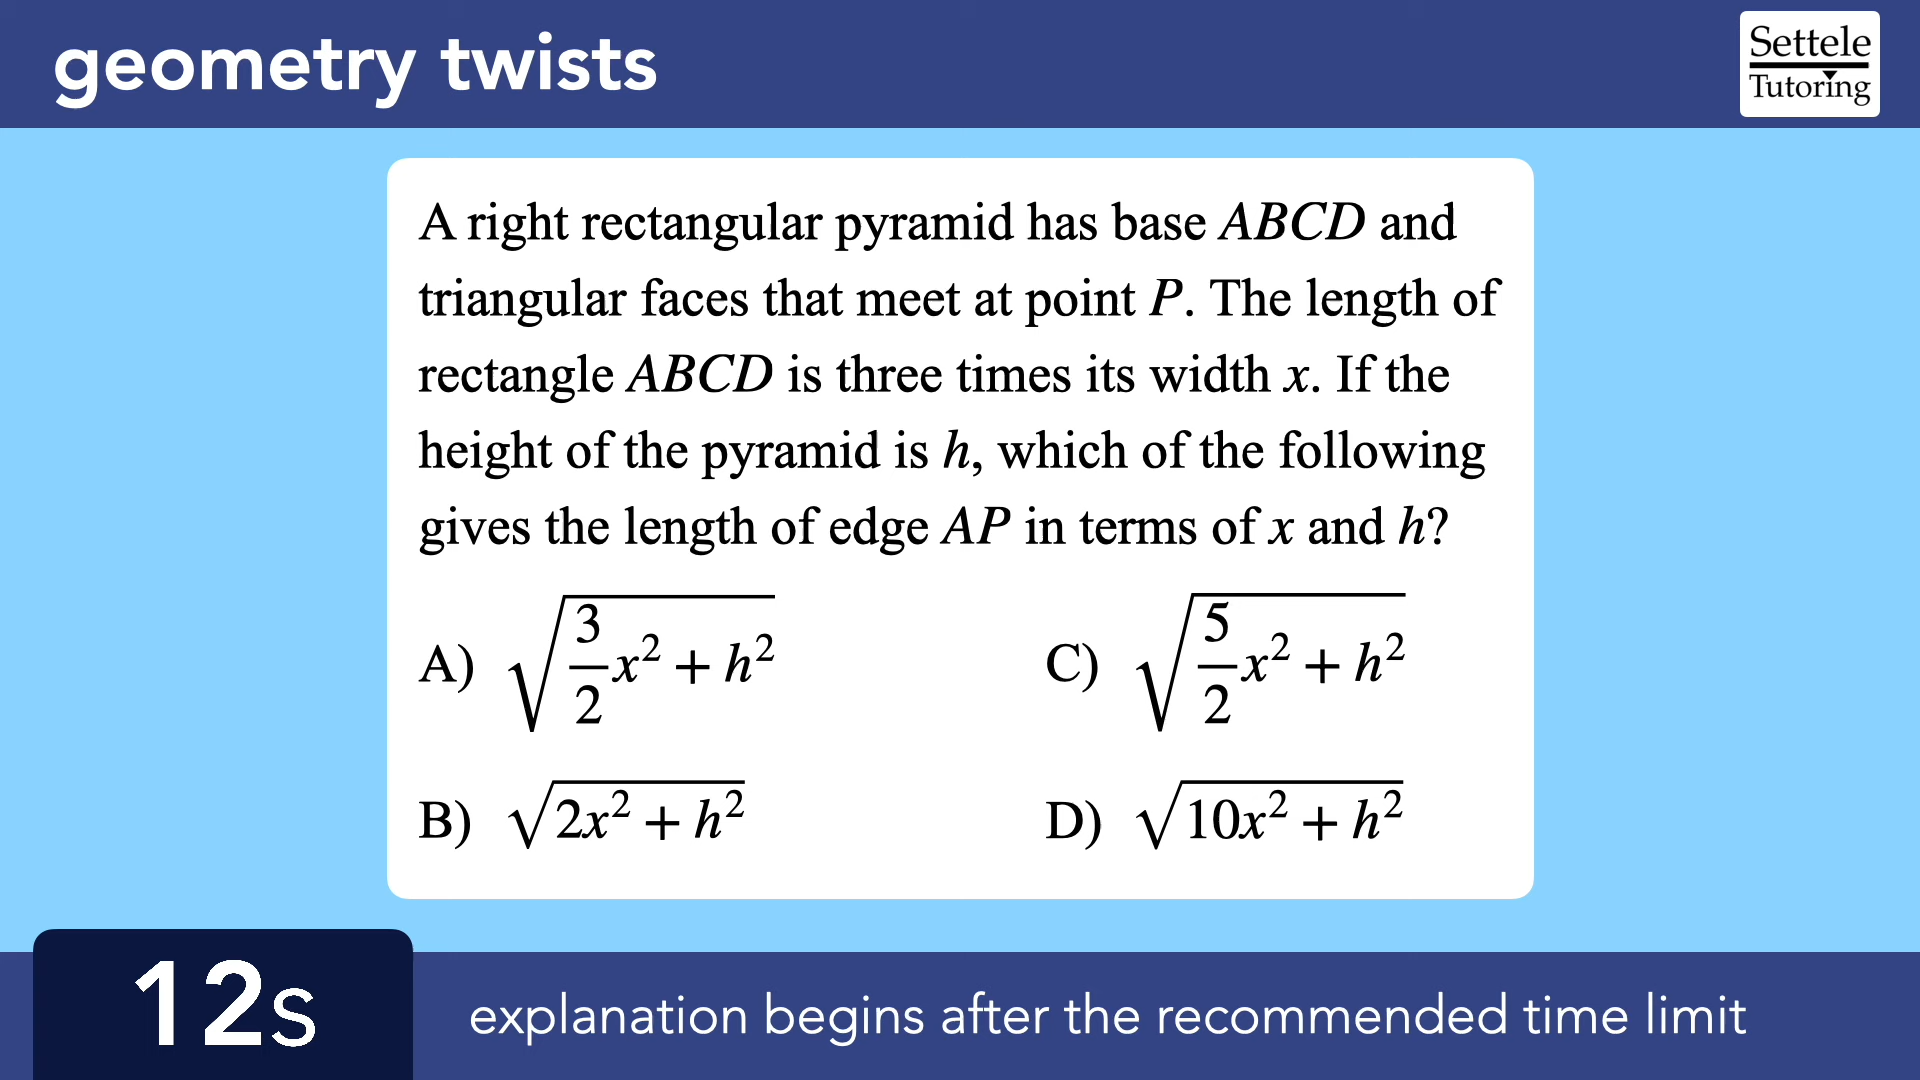 geometry twists
Settele
Tutoring
A right rectangular pyramid has base ABCD and
triangular faces that meet at point P. The length of
rectangle ABCD is three times its width x. If the
height of the pyramid is h, which of the following
gives the length of edge AP in terms of x and h?
A) √(3/2 x² + h²)
B) √(2x² + h²)
C) √(5/2 x² + h²)
D) √(10x² + h²)
12s
explanation begins after the recommended time limit